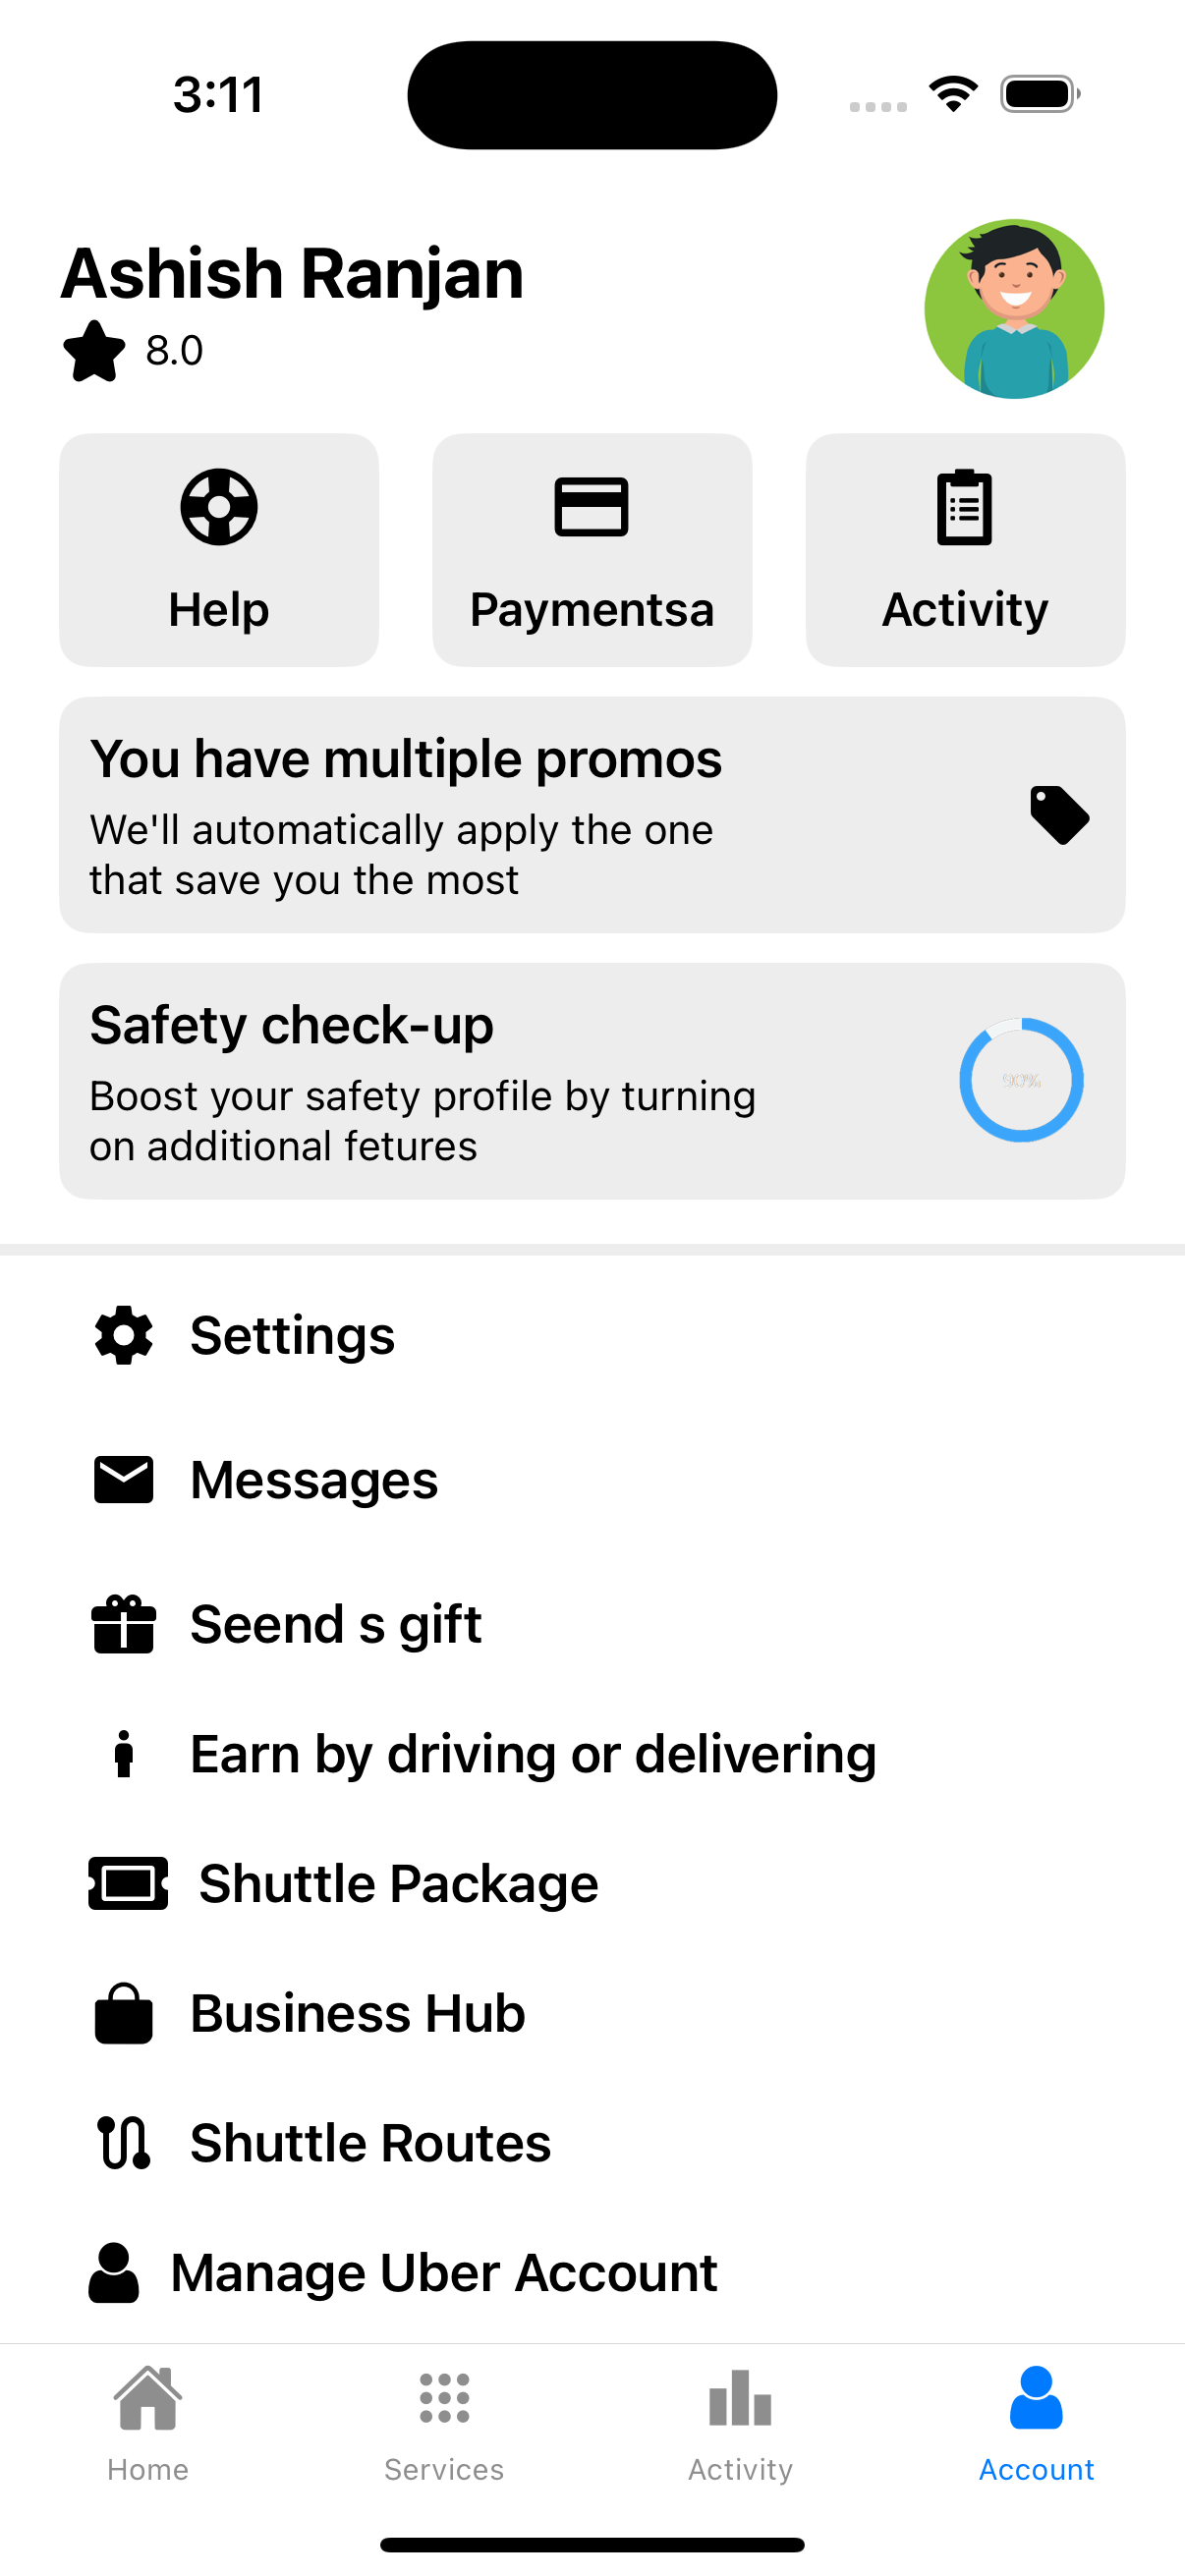 3:11
Ashish Ranjan
8.0
Help
Paymentsa
Activity
You have multiple promos
We'll automatically apply the one
that save you the most
Safety check-up
Boost your safety profile by turning
on additional fetures
90%
Settings
Messages
Seend s gift
Earn by driving or delivering
Shuttle Package
Business Hub
Shuttle Routes
Manage Uber Account
Home
Services
Activity
Account